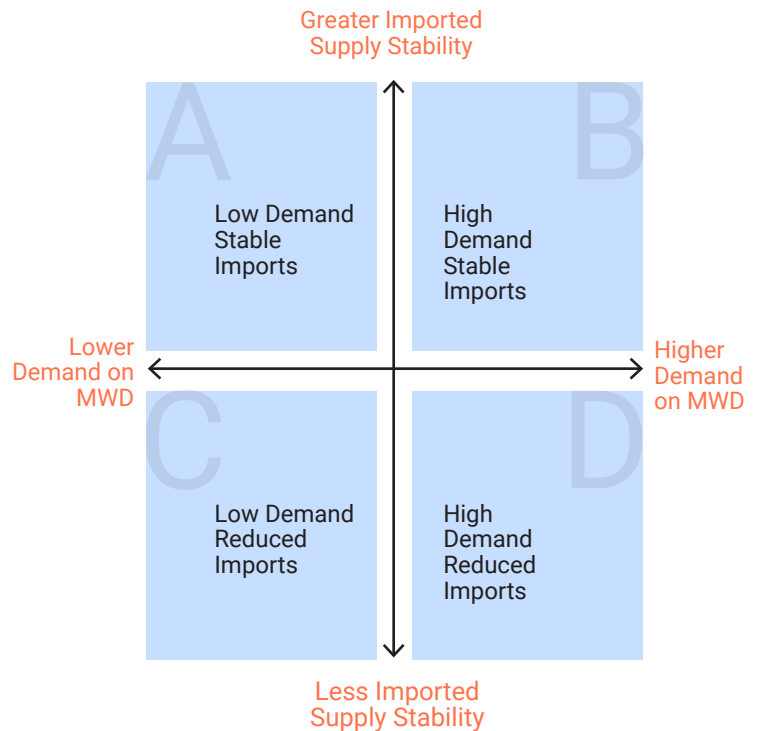 Greater Imported
Supply Stability
A
B
Low Demand
Stable
Imports
High
Demand
Stable
Imports
Lower
Demand on
MWD
Higher
Demand
on MWD
C
D
Low Demand
Reduced
Imports
High
Demand
Reduced
Imports
Less Imported
Supply Stability